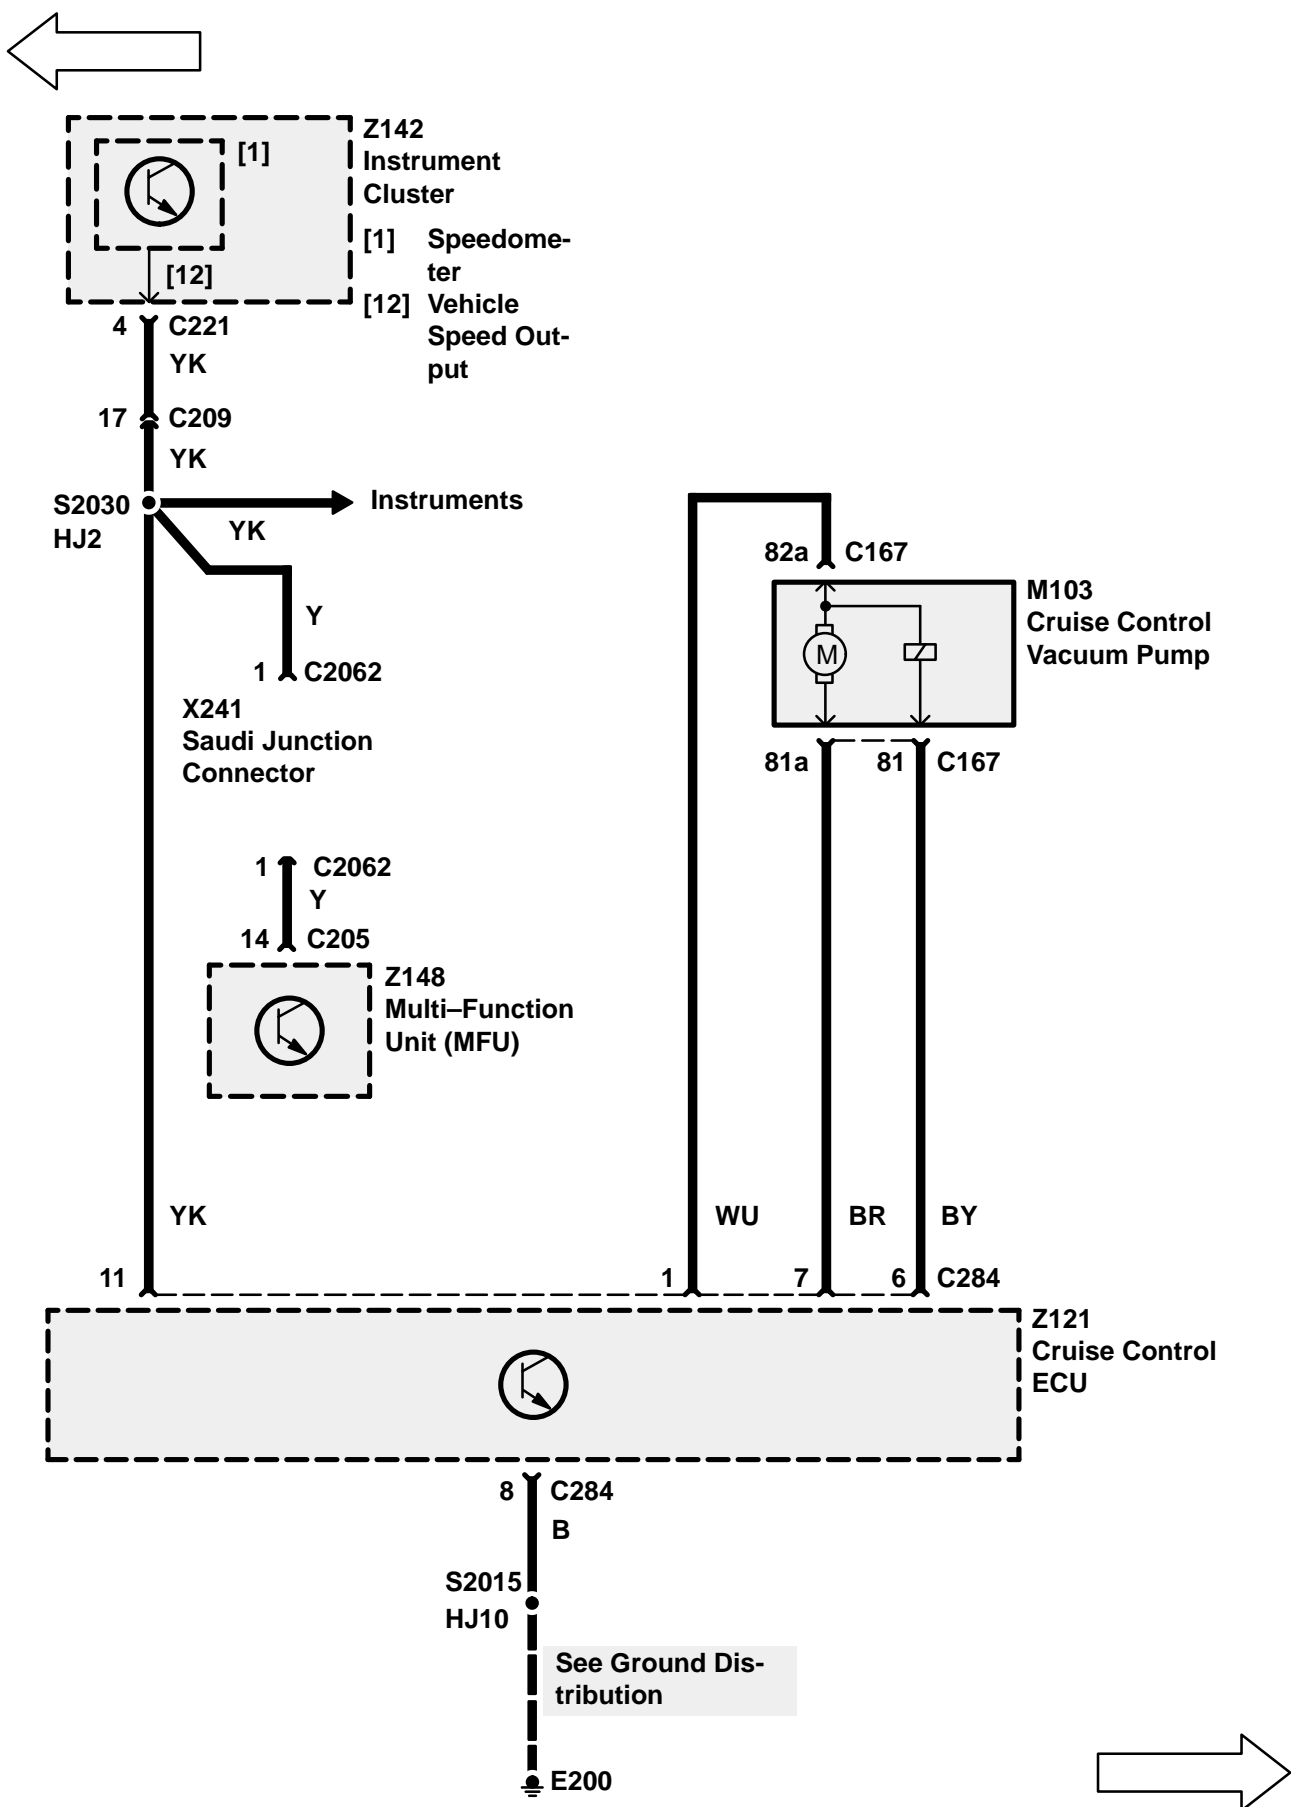 Z142
Instrument
Cluster
[1]
[1] Speedome-
ter
[12]
[12] Vehicle
Speed Out-
put
4 C221
YK
17 C209
YK
S2030
HJ2
Instruments
YK
Y
1 C2062
X241
Saudi Junction
Connector
82a C167
M103
Cruise Control
Vacuum Pump
M
81a 81 C167
1 C2062
Y
14 C205
Z148
Multi–Function
Unit (MFU)
YK WU BR BY
11 1 7 6 C284
Z121
Cruise Control
ECU
8 C284
B
S2015
HJ10
See Ground Dis-
tribution
E200